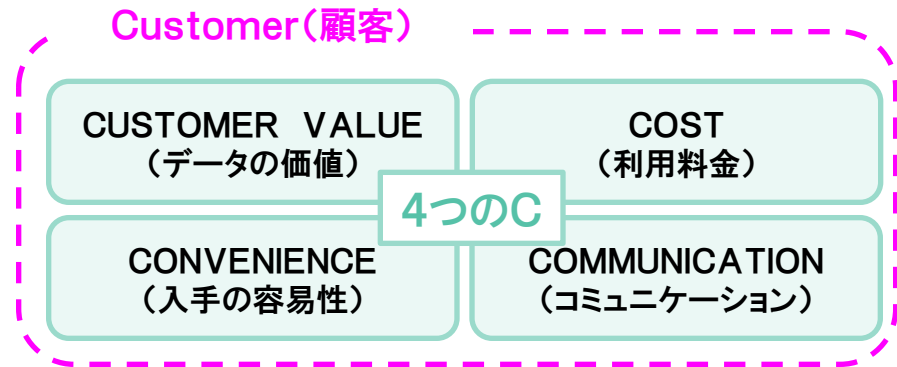 Customer（顧客）
CUSTOMER VALUE
（データの価値）
COST
（利用料金）
4つのC
CONVENIENCE
（入手の容易性）
COMMUNICATION
（コミュニケーション）